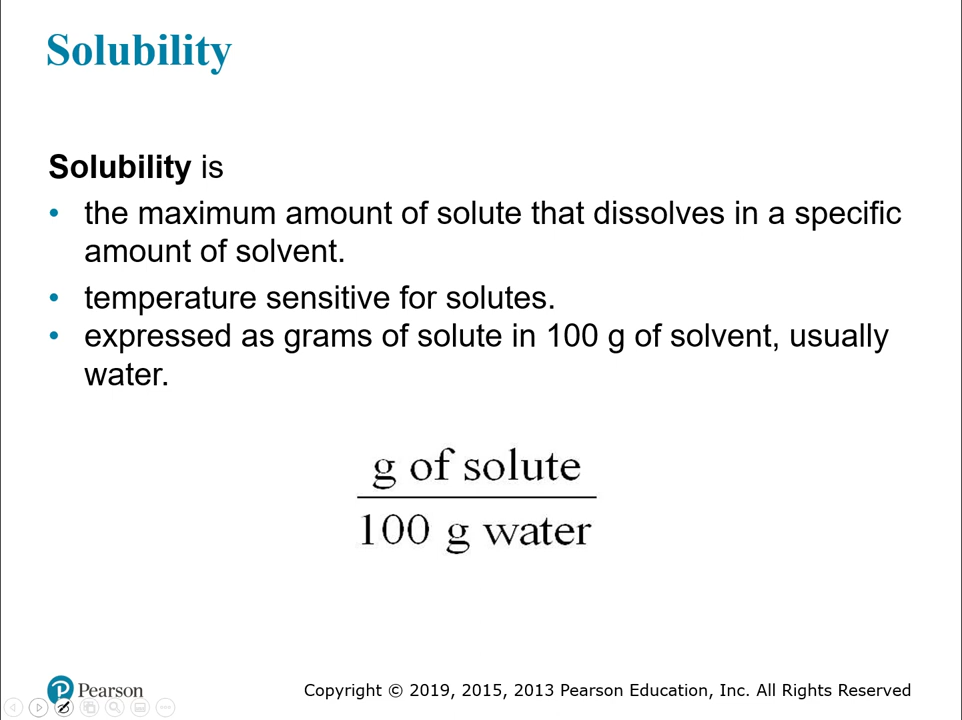 Solubility
Solubility is
• the maximum amount of solute that dissolves in a specific
amount of solvent.
• temperature sensitive for solutes.
• expressed as grams of solute in 100 g of solvent, usually
water.
g of solute
100 g water
Pearson
Copyright © 2019, 2015, 2013 Pearson Education, Inc. All Rights Reserved